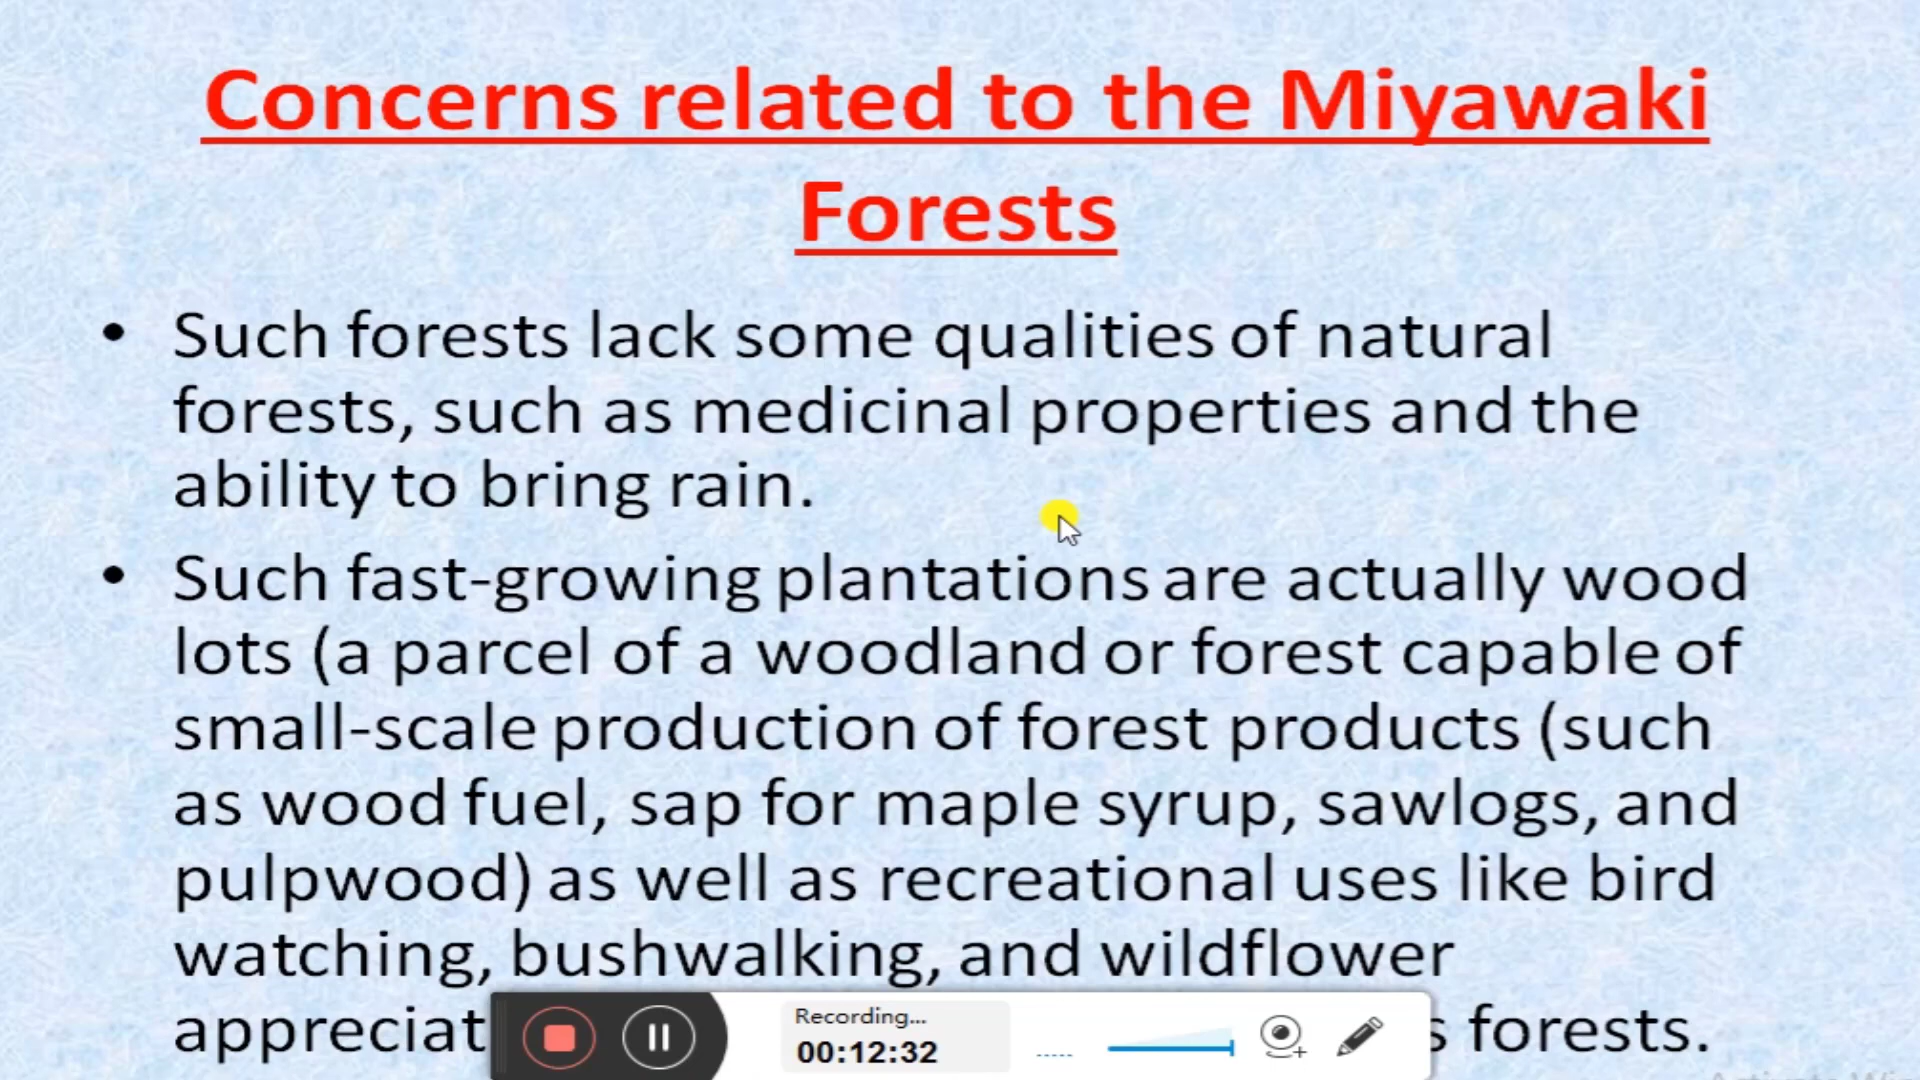 Concerns related to the Miyawaki
Forests
• Such forests lack some qualities of natural
forests, such as medicinal properties and the
ability to bring rain.
• Such fast-growing plantations are actually wood
lots (a parcel of a woodland or forest capable of
small-scale production of forest products (such
as wood fuel, sap for maple syrup, sawlogs, and
pulpwood) as well as recreational uses like bird
watching, bushwalking, and wildflower
forests.
Recording...
00:12:32